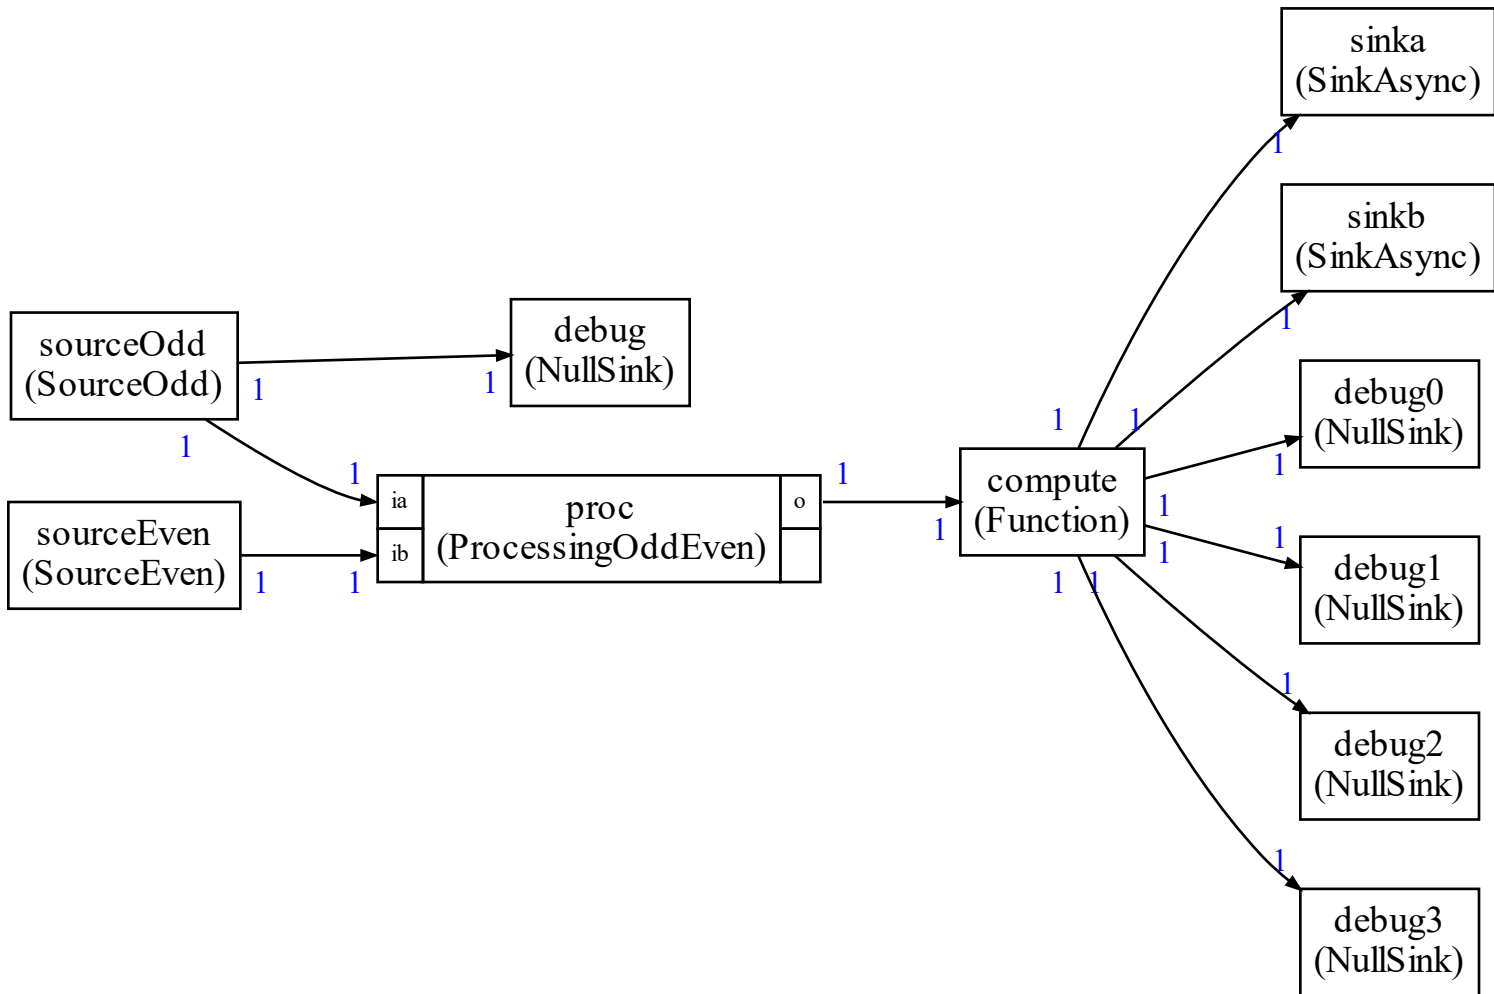 sinka
(SinkAsync)
1
sinkb
(SinkAsync)
1
sourceOdd
(SourceOdd)
1
1
debug
(NullSink)
1
1
ia
ib
proc
(ProcessingOddEven)
o
1
sourceEven
(SourceEven)
1
1
1
1
1
compute
(Function)
1
1
1
1
debug0
(NullSink)
1
debug1
(NullSink)
1
debug2
(NullSink)
1
debug3
(NullSink)
1